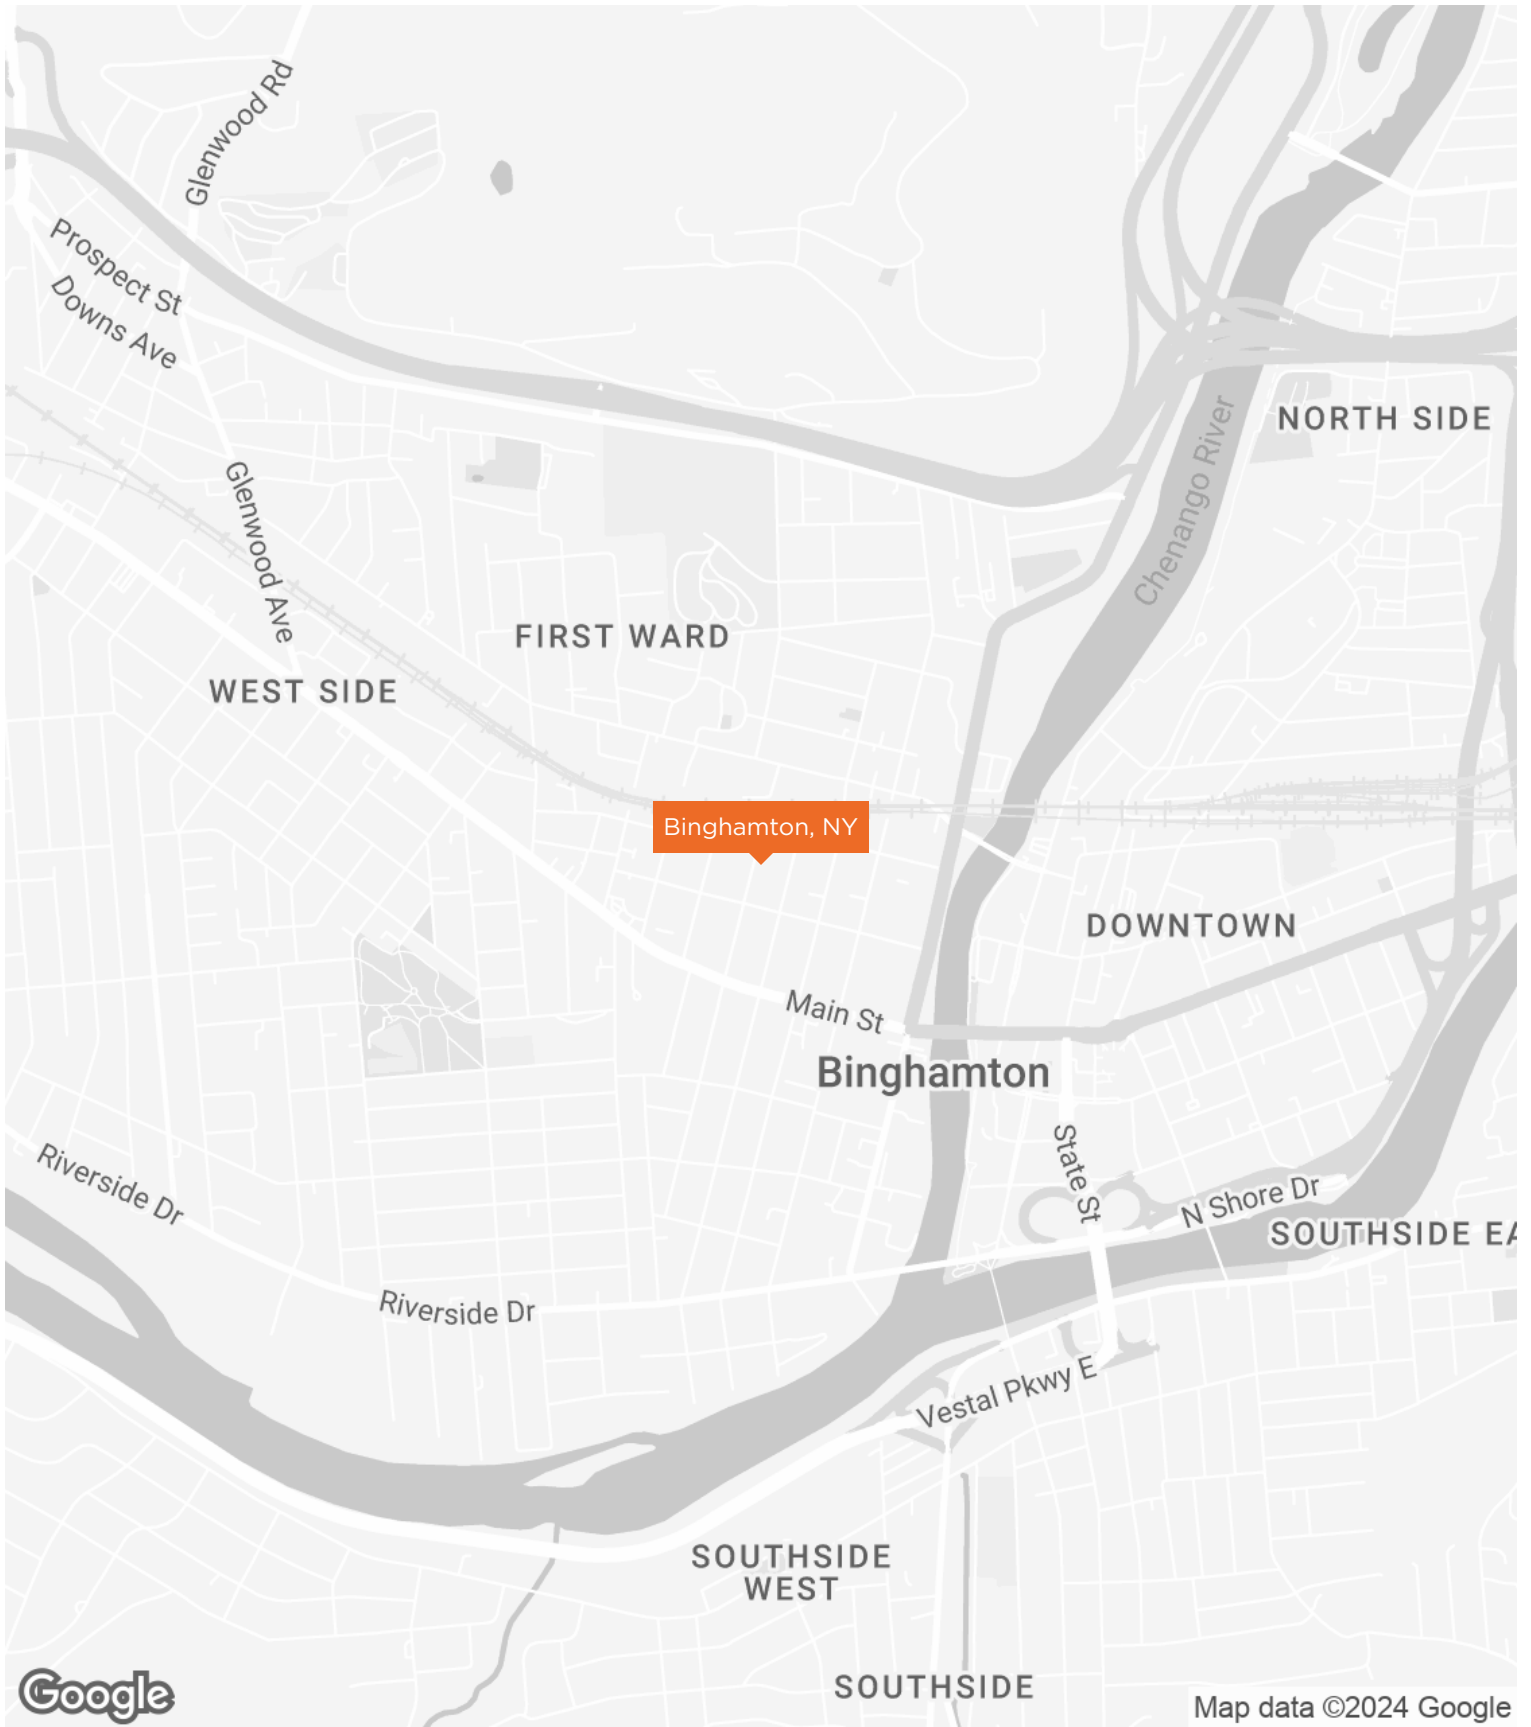 Glenwood Rd
Prospect St
Downs Ave
NORTH SIDE
Chenango River
Glenwood Ave
FIRST WARD
WEST SIDE
Binghamton, NY
DOWNTOWN
Main St
Binghamton
State St
Riverside Dr
N Shore Dr
SOUTHSIDE EA
Riverside Dr
Vestal Pkwy E
SOUTHSIDE
WEST
SOUTHSIDE
Google
Map data ©2024 Google